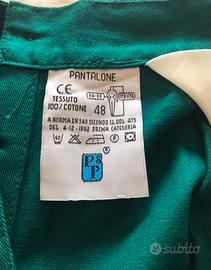 PANTALONE
CE
TESSUTO
100/COTONE 48
A NORMA EN 340 SECONDO IL DDL 475
DEL 4-12-1992 PRIMA CATEGORIA
P&P
subito